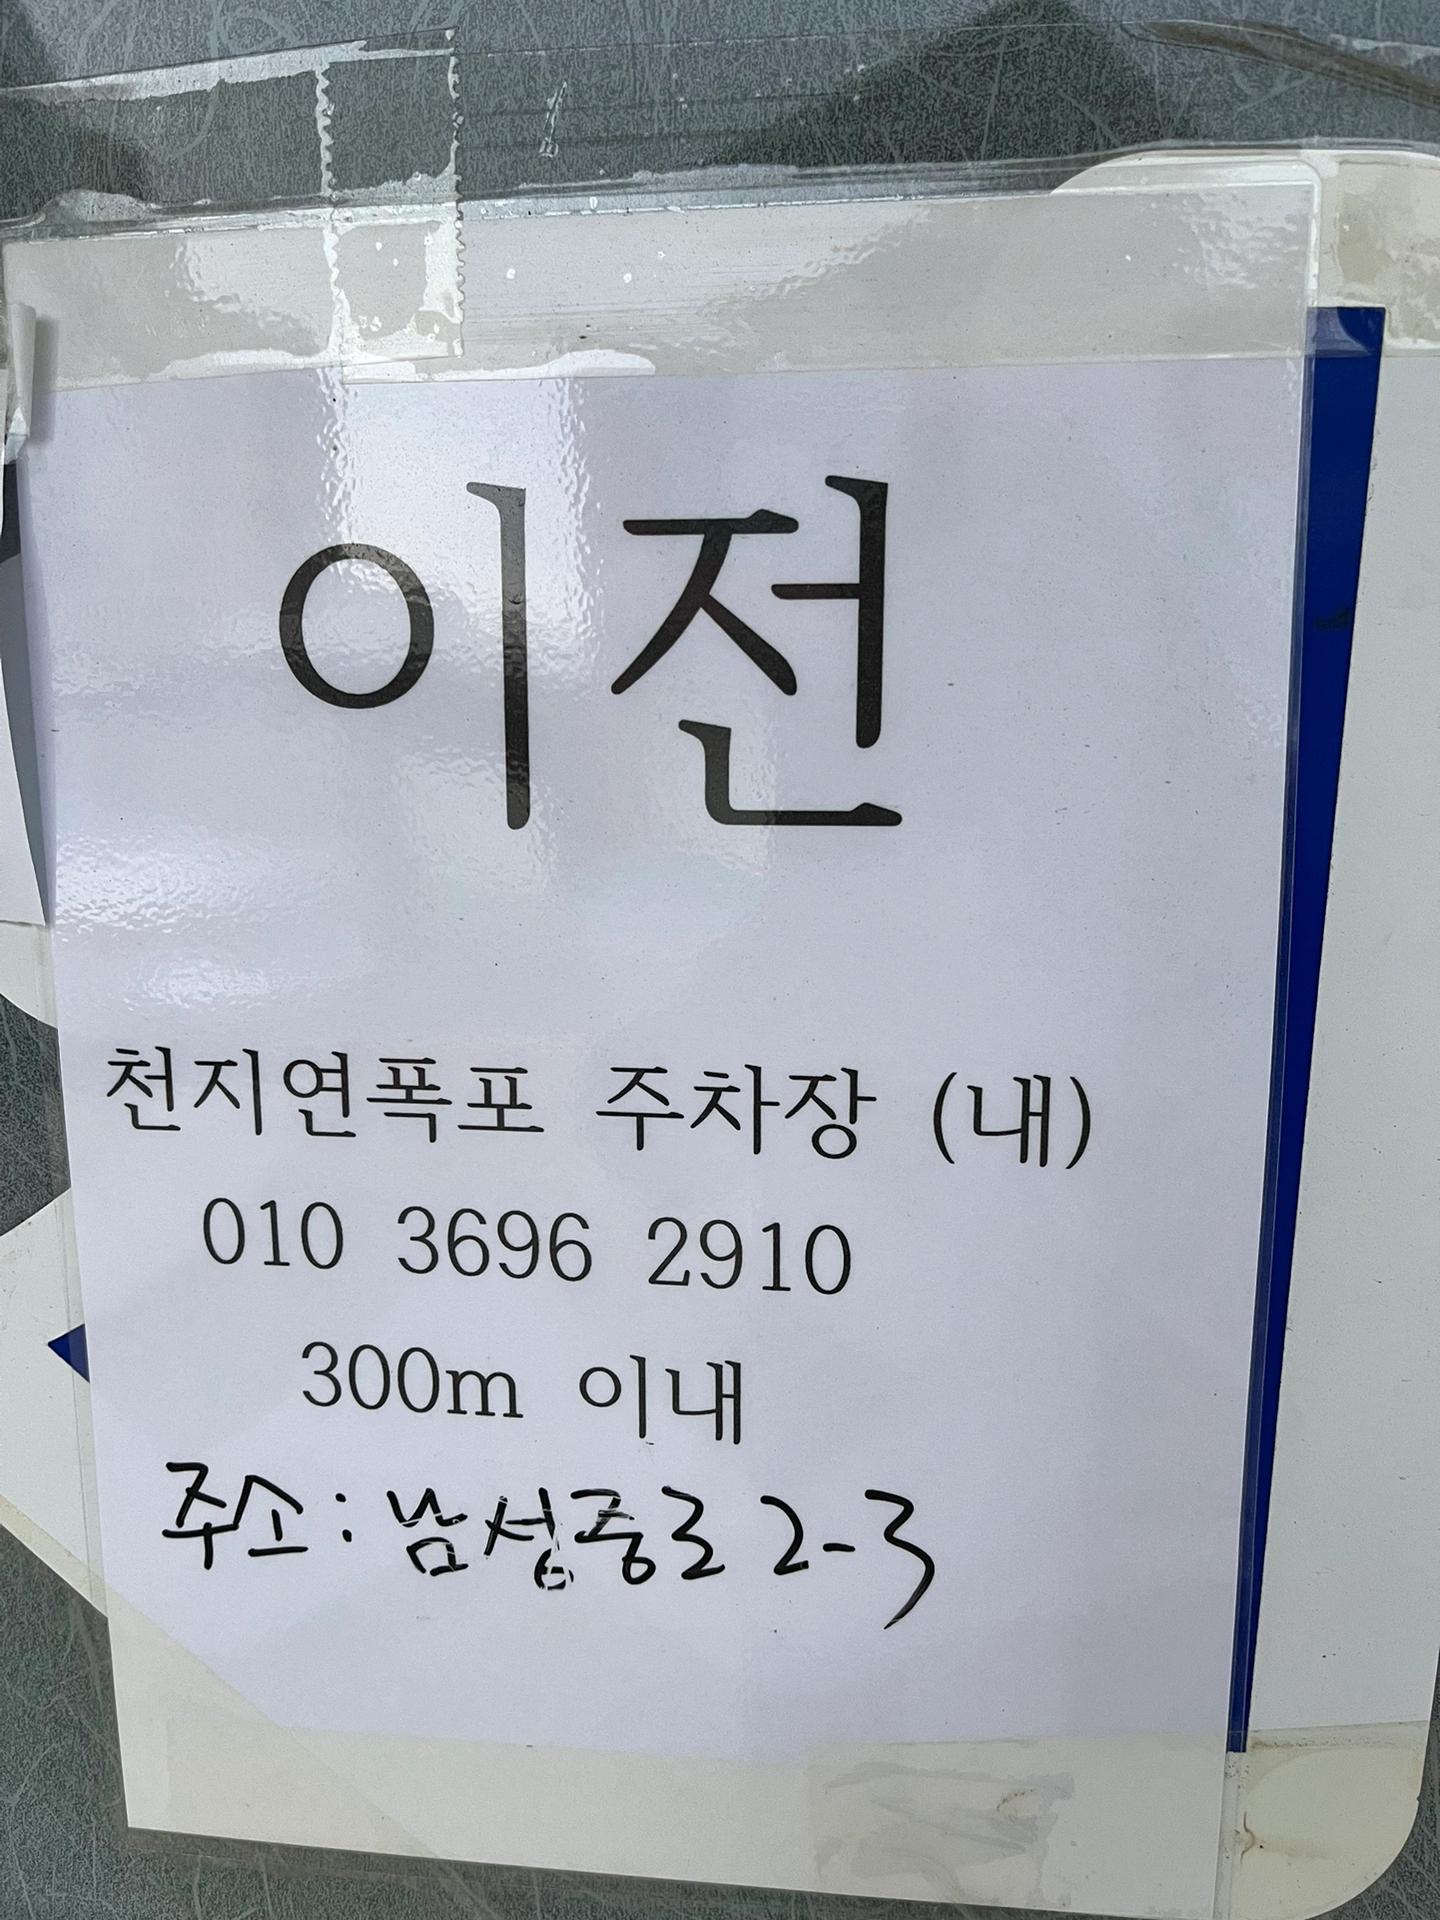 이전
천지연폭포 주차장 (내)
010 3696 2910
300m 이내
주소: 남성중로 2-3